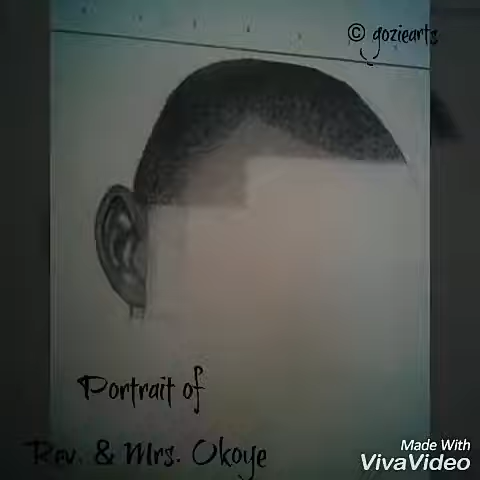 © goziearts
Portrait of
Rev. & Mrs. Okoye
Made With
VivaVideo